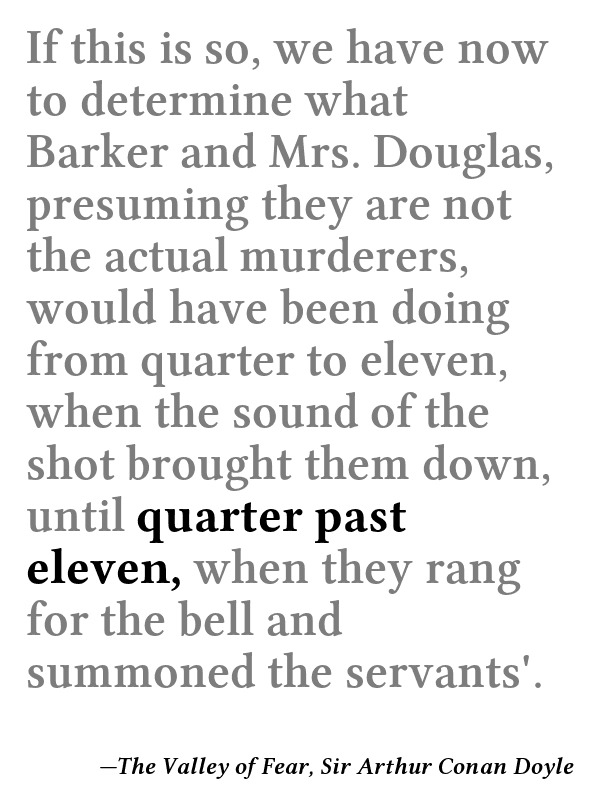 If this is so, we have now
to determine what
Barker and Mrs. Douglas,
presuming they are not
the actual murderers,
would have been doing
from quarter to eleven,
when the sound of the
shot brought them down,
until quarter past
eleven, when they rang
for the bell and
summoned the servants'.
—The Valley of Fear, Sir Arthur Conan Doyle